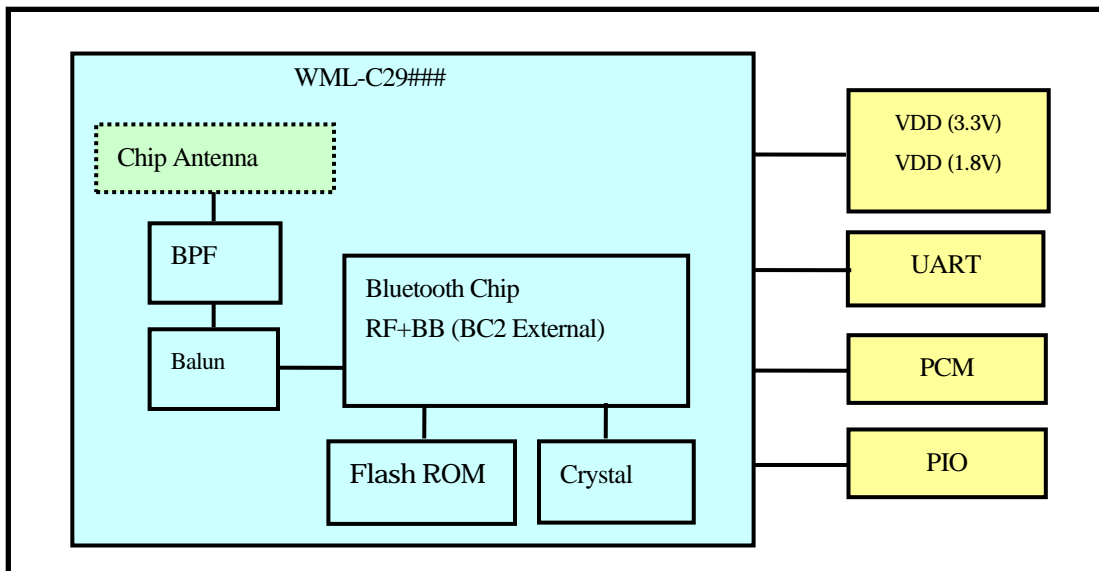 WML-C29###
Chip Antenna
BPF
Balun
Bluetooth Chip
RF+BB (BC2 External)
Flash ROM
Crystal
VDD (3.3V)
VDD (1.8V)
UART
PCM
PIO